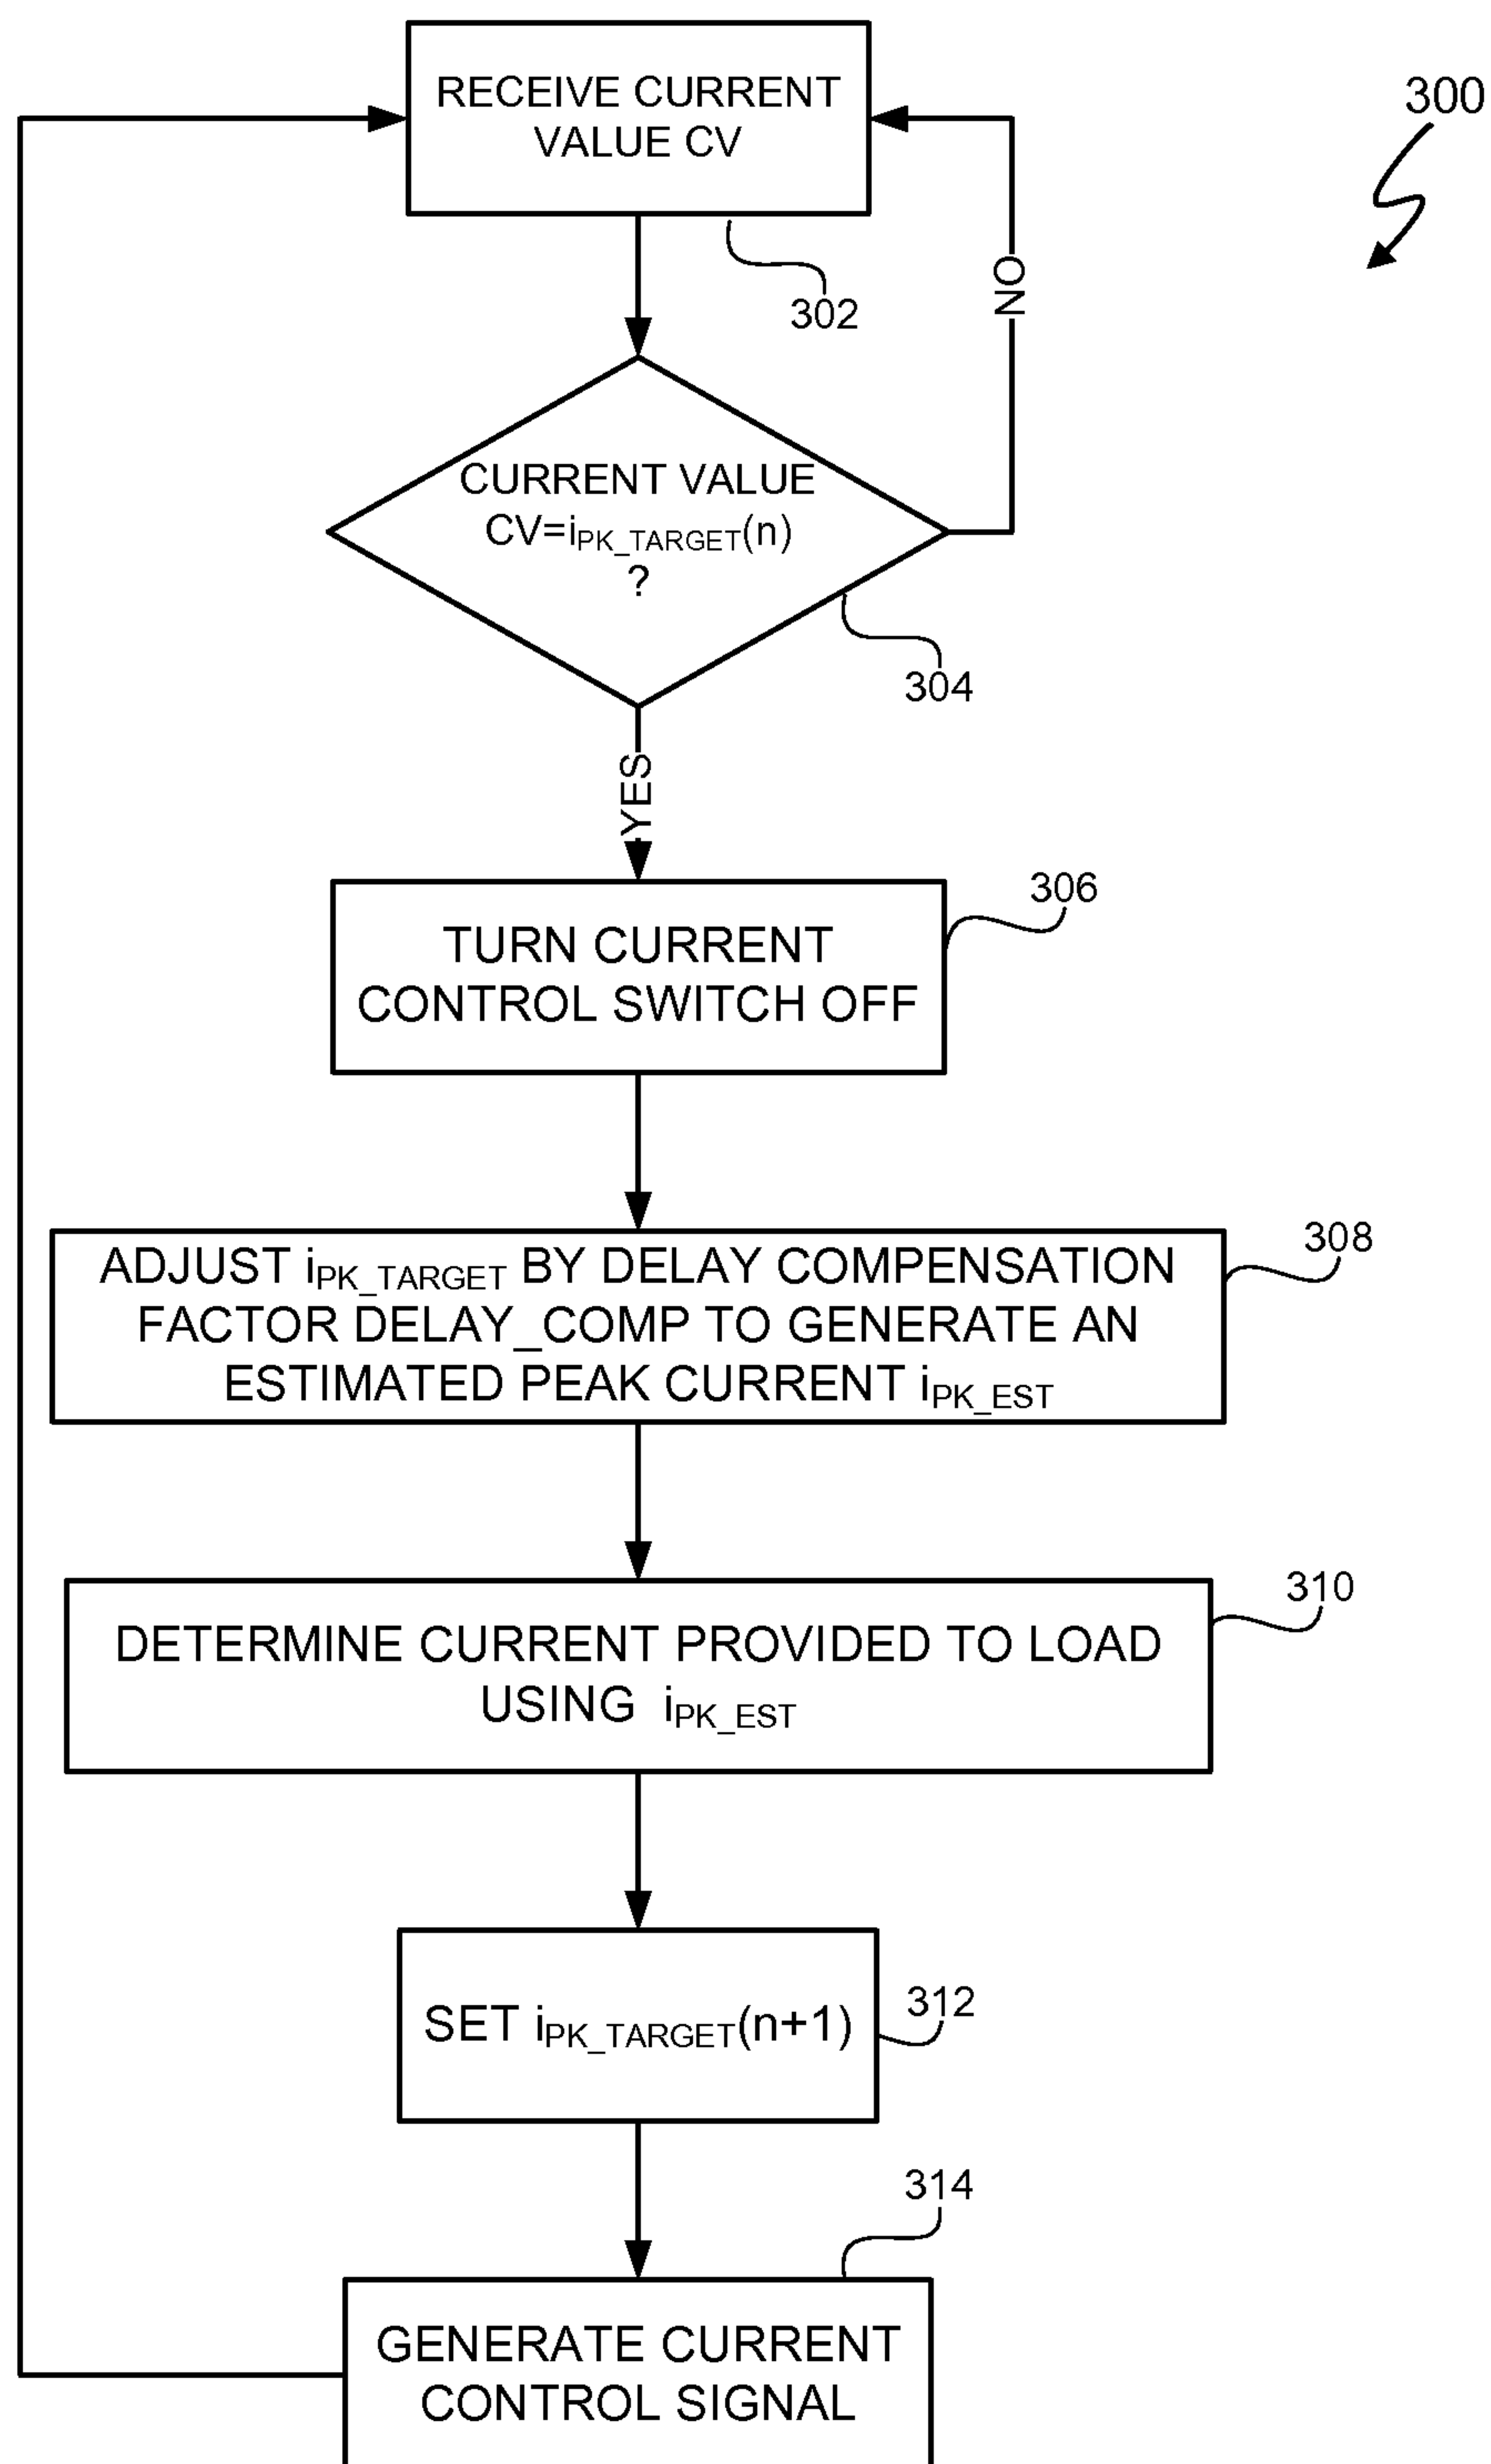 300
RECEIVE CURRENT
VALUE CV
302
NO
CURRENT VALUE
CV=iPK_TARGET(n)
?
304
YES
TURN CURRENT
CONTROL SWITCH OFF
306
ADJUST iPK_TARGET BY DELAY COMPENSATION
FACTOR DELAY_COMP TO GENERATE AN
ESTIMATED PEAK CURRENT iPK_EST
308
DETERMINE CURRENT PROVIDED TO LOAD
USING iPK_EST
310
SET iPK_TARGET(n+1)
312
314
GENERATE CURRENT
CONTROL SIGNAL